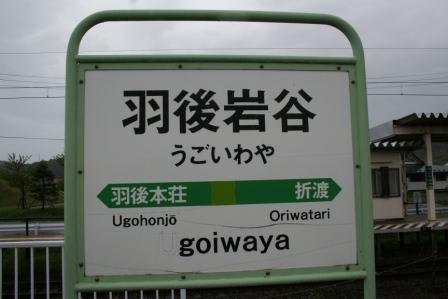 羽後岩谷
うごいわや
羽後本荘 折渡
Ugohonjō Oriwatari
Ugoiwaya